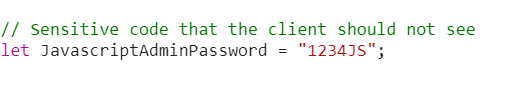 // Sensitive code that the client should not see
let JavascriptAdminPassword = "1234JS";